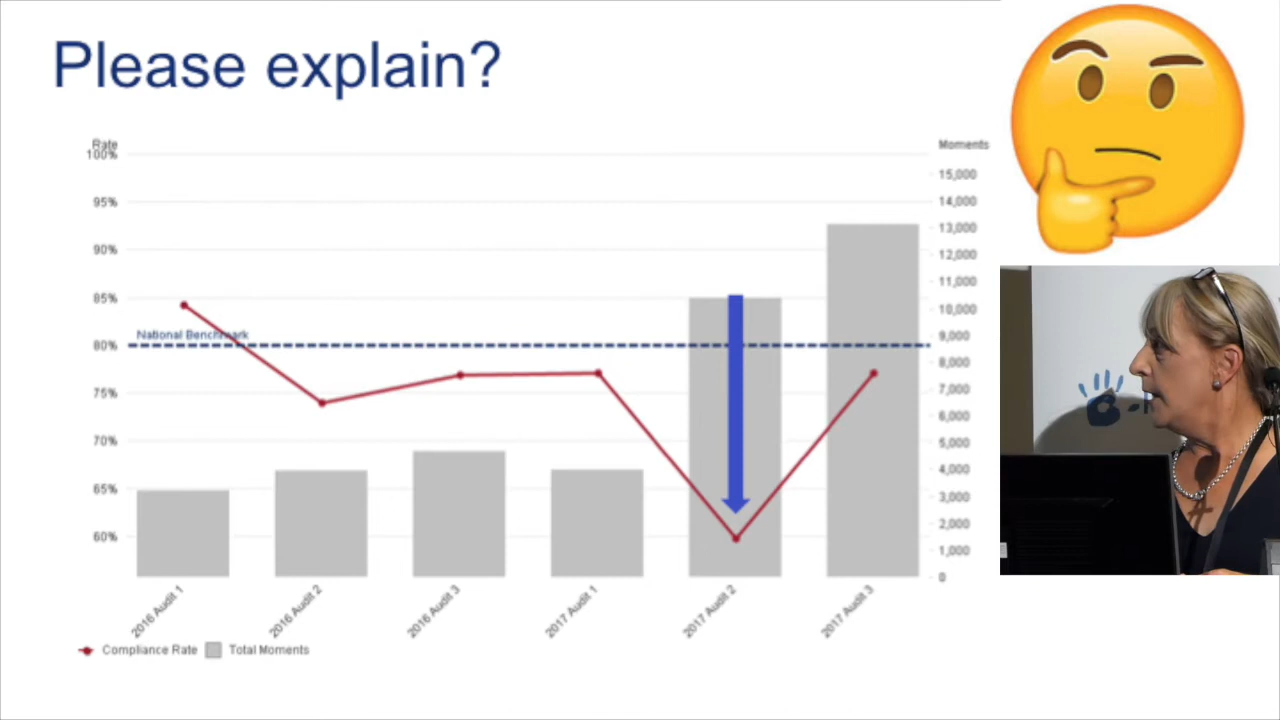 Please explain?
Rate
Moments
100%
95%
90%
85%
80%
75%
70%
65%
60%
15,000
14,000
13,000
12,000
11,000
10,000
9,000
8,000
7,000
6,000
5,000
4,000
3,000
2,000
1,000
0
National Benchmark
2016 Audit 1
2016 Audit 2
2016 Audit 3
2017 Audit 1
2017 Audit 2
2017 Audit 3
Compliance Rate
Total Moments